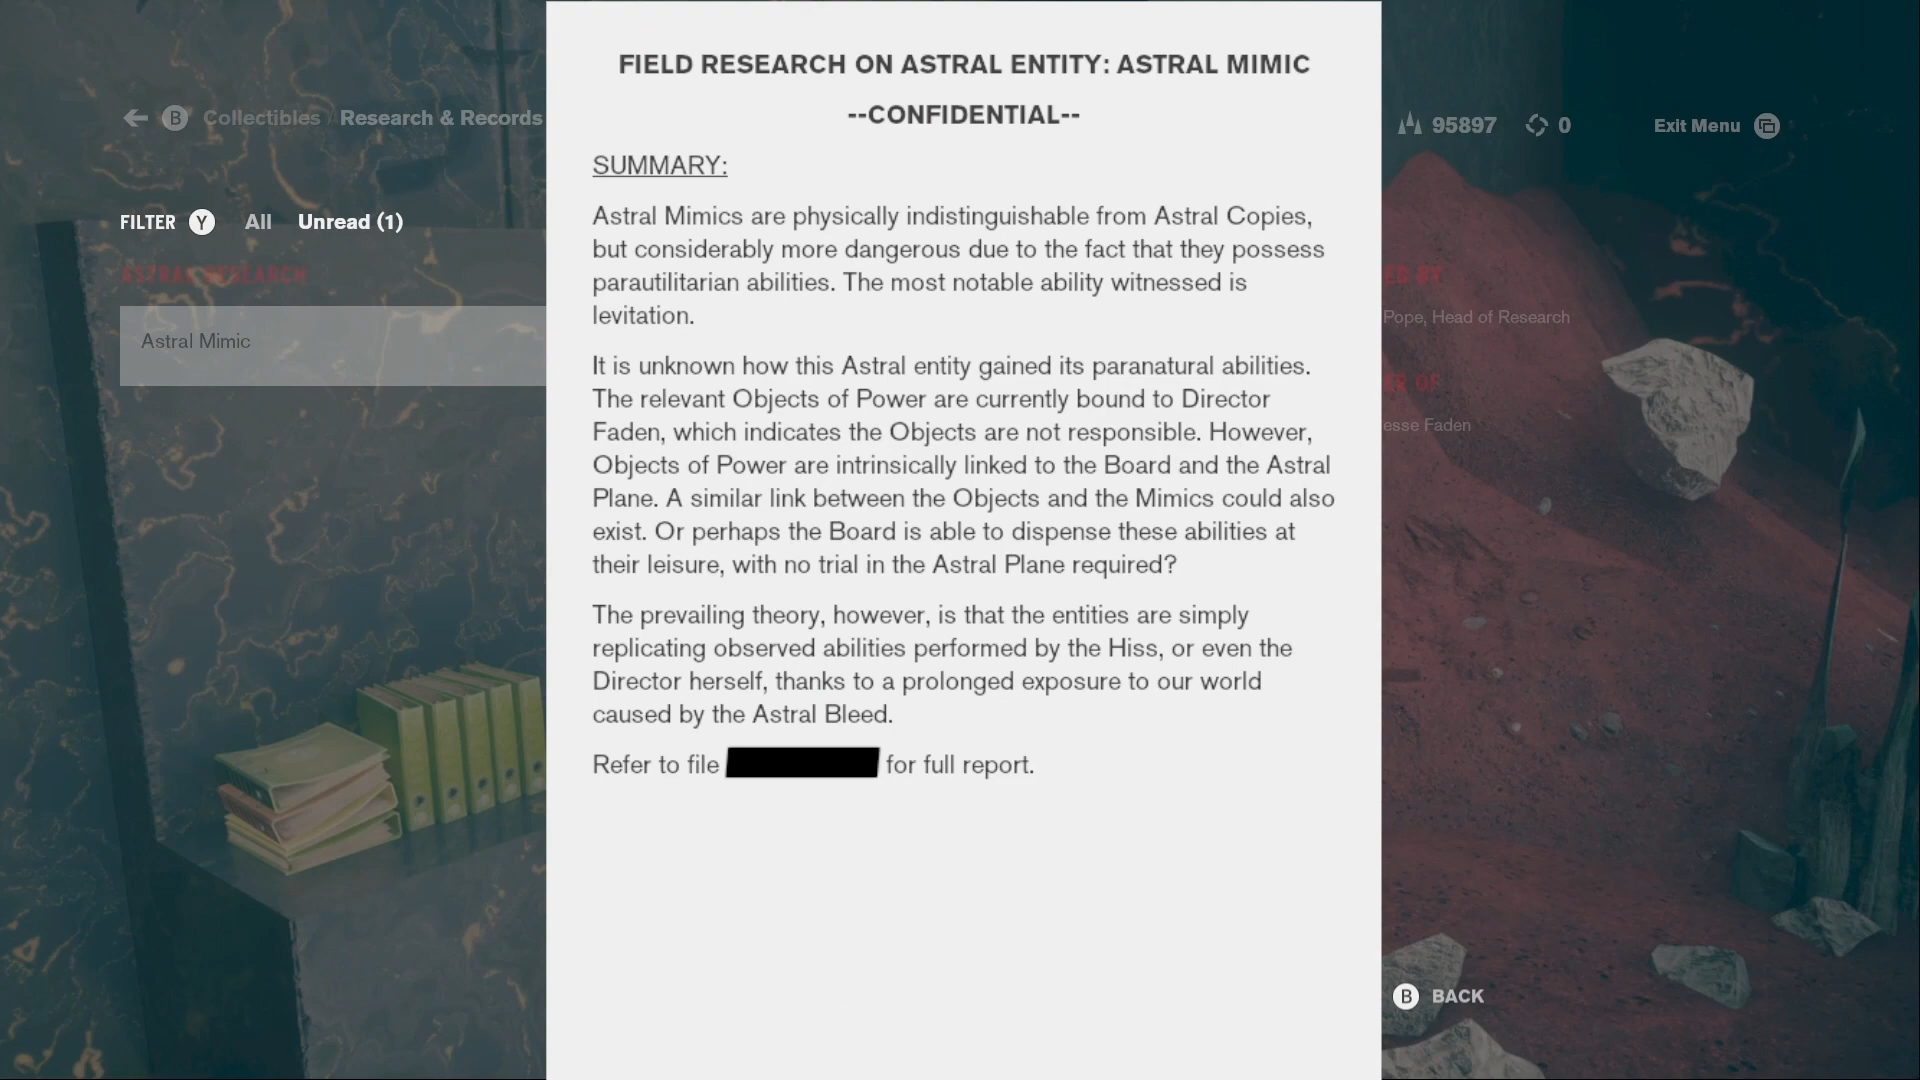 FIELD RESEARCH ON ASTRAL ENTITY: ASTRAL MIMIC
--CONFIDENTIAL--
B Collectibles / Research & Records
95897 0 Exit Menu
SUMMARY:
FILTER Y All Unread (1)
ASTRAL RESEARCH
Astral Mimic
Astral Mimics are physically indistinguishable from Astral Copies,
but considerably more dangerous due to the fact that they possess
parautilitarian abilities. The most notable ability witnessed is
levitation.
It is unknown how this Astral entity gained its paranatural abilities.
The relevant Objects of Power are currently bound to Director
Faden, which indicates the Objects are not responsible. However,
Objects of Power are intrinsically linked to the Board and the Astral
Plane. A similar link between the Objects and the Mimics could also
exist. Or perhaps the Board is able to dispense these abilities at
their leisure, with no trial in the Astral Plane required?
The prevailing theory, however, is that the entities are simply
replicating observed abilities performed by the Hiss, or even the
Director herself, thanks to a prolonged exposure to our world
caused by the Astral Bleed.
Refer to file for full report.
ED BY
Pope, Head of Research
ER OF
esse Faden
B BACK